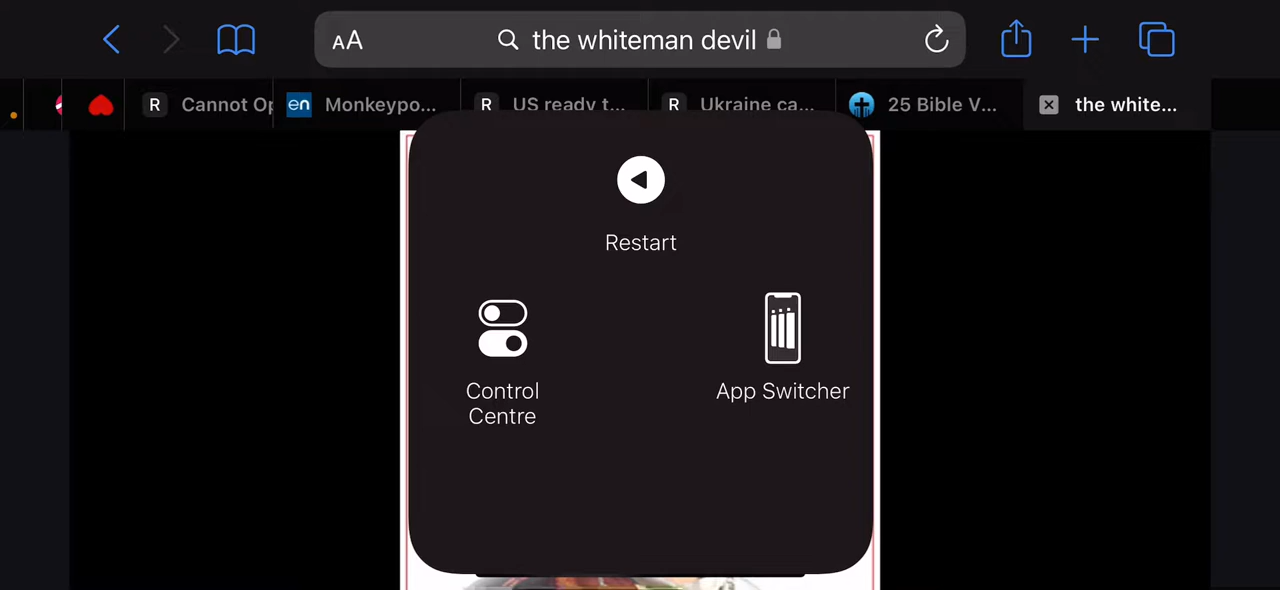 AA the whiteman devil
R Cannot Op
en Monkeypo...
R US ready t...
R Ukraine ca...
25 Bible V...
the white...
Restart
Control
Centre
App Switcher